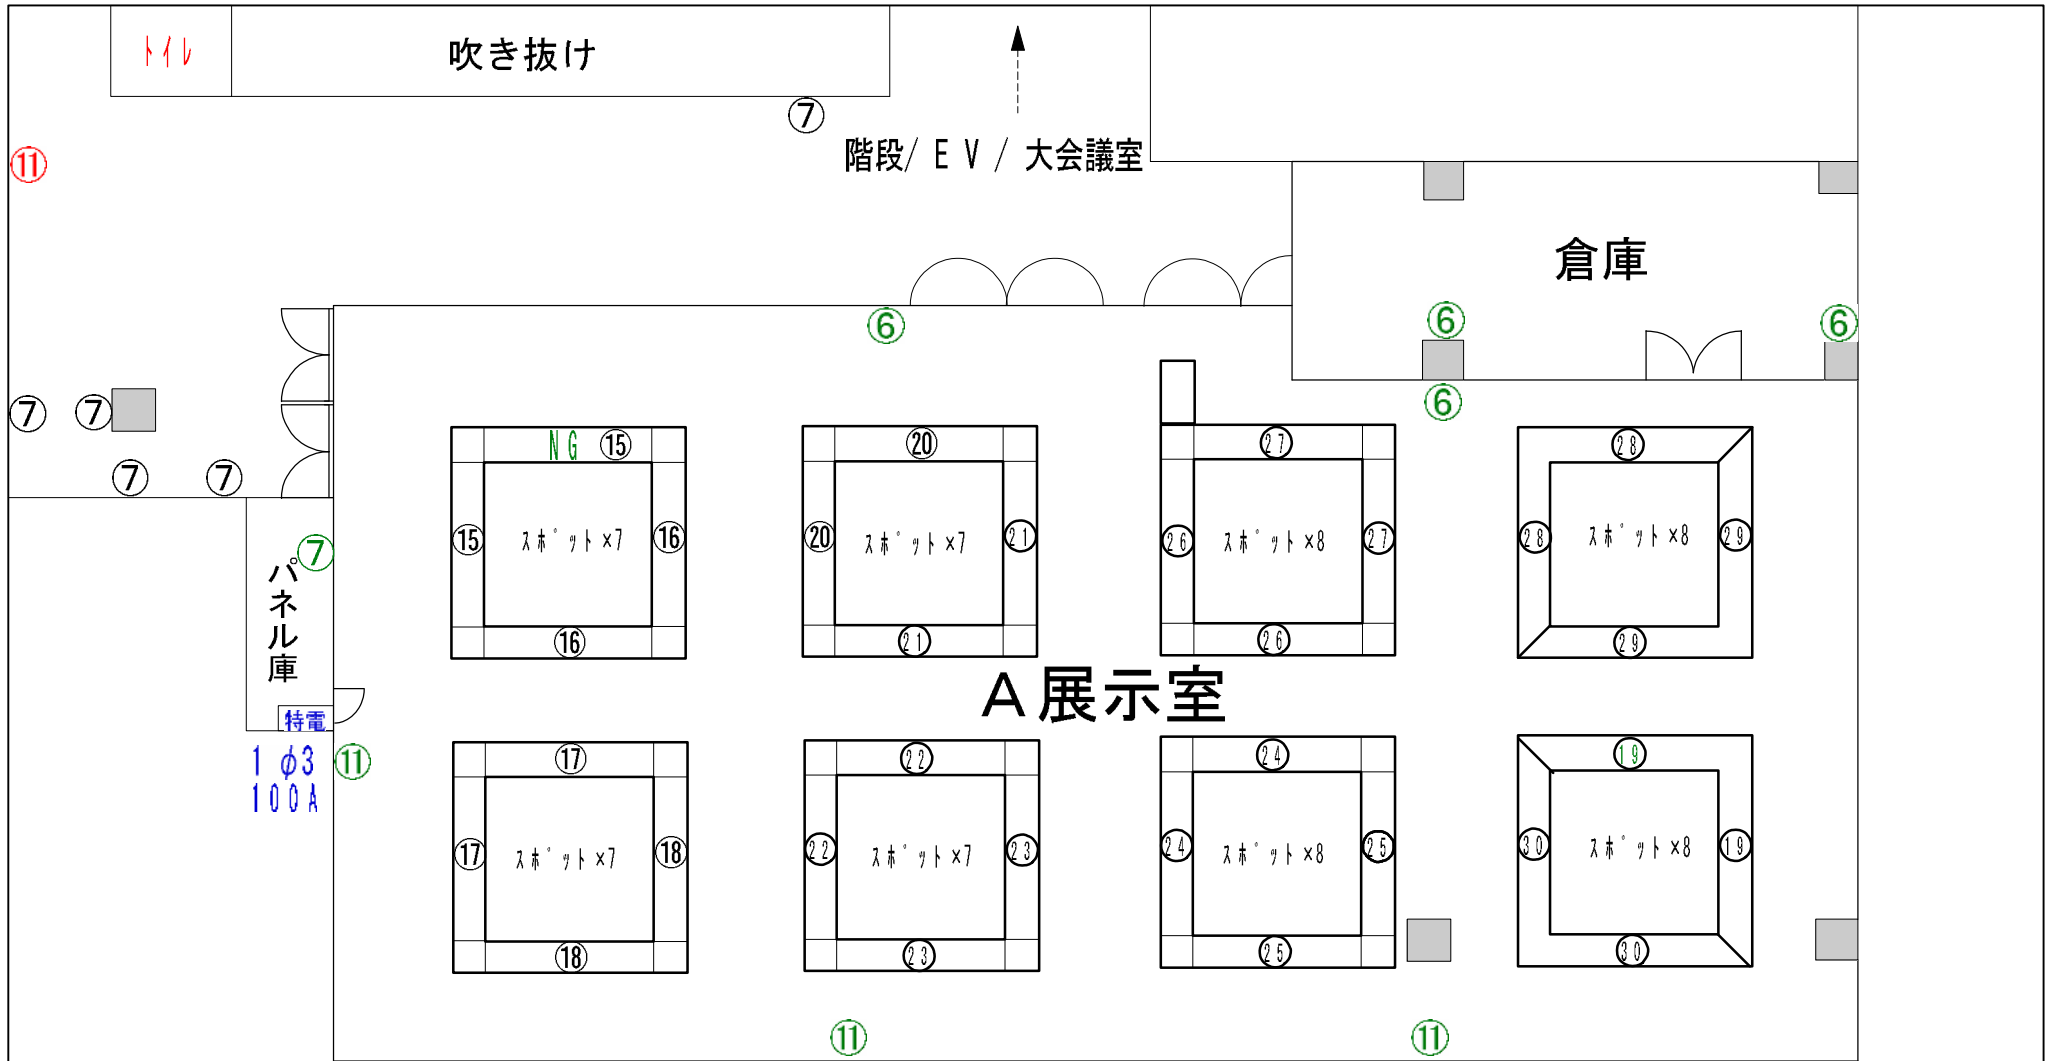 トイレ
吹き抜け
⑦
階段/ＥＶ/ 大会議室
⑪
倉庫
⑥
⑥
⑥
⑥
⑦
⑦
⑦
⑦
NG ⑮
⑳
㉗
㉘
⑮
ｽﾎﾟｯﾄ×7
⑯
⑳
ｽﾎﾟｯﾄ×7
㉑
㉖
ｽﾎﾟｯﾄ×8
㉗
㉘
ｽﾎﾟｯﾄ×8
㉙
⑦
パネル庫
⑯
㉑
㉖
㉙
A展示室
特電
1φ3
100A
⑪
⑰
㉒
㉔
⑲
⑰
ｽﾎﾟｯﾄ×7
⑱
㉒
ｽﾎﾟｯﾄ×7
㉓
㉔
ｽﾎﾟｯﾄ×8
㉕
㉚
ｽﾎﾟｯﾄ×8
⑲
⑱
㉓
㉕
㉚
⑪
⑪